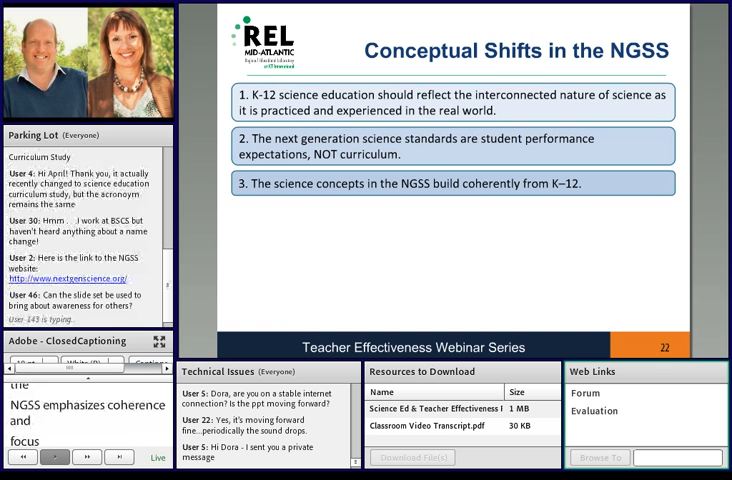 REL
MID-ATLANTIC
Conceptual Shifts in the NGSS
1. K-12 science education should reflect the interconnected nature of science as
it is practiced and experienced in the real world.
2. The next generation science standards are student performance
expectations, NOT curriculum.
3. The science concepts in the NGSS build coherently from K–12.
Teacher Effectiveness Webinar Series
22
Parking Lot (Everyone)
Curriculum Study
User 4: Hi April! Thank you, it actually
recently changed to science education
curriculum study, but the acronoym
remains the same
User 30: Hmm . . .I work at BSCS but
haven't heard anything about a name
change!
User 2: Here is the link to the NGSS
website:
http://www.nextgenscience.org/
User 46: Can the slide set be used to
bring about awareness for others?
User-143 is typing..
Adobe - ClosedCaptioning
the
NGSS emphasizes coherence
and
focus
Live
Technical Issues (Everyone)
User 5: Dora, are you on a stable internet
connection? Is the ppt moving forward?
User 22: Yes, it's moving forward
fine...periodically the sound drops.
User 5: Hi Dora - I sent you a private
message
Resources to Download
Name Size
Science Ed & Teacher Effectiveness 1 MB
Classroom Video Transcript.pdf 30 KB
Download File(s)
Web Links
Forum
Evaluation
Browse To